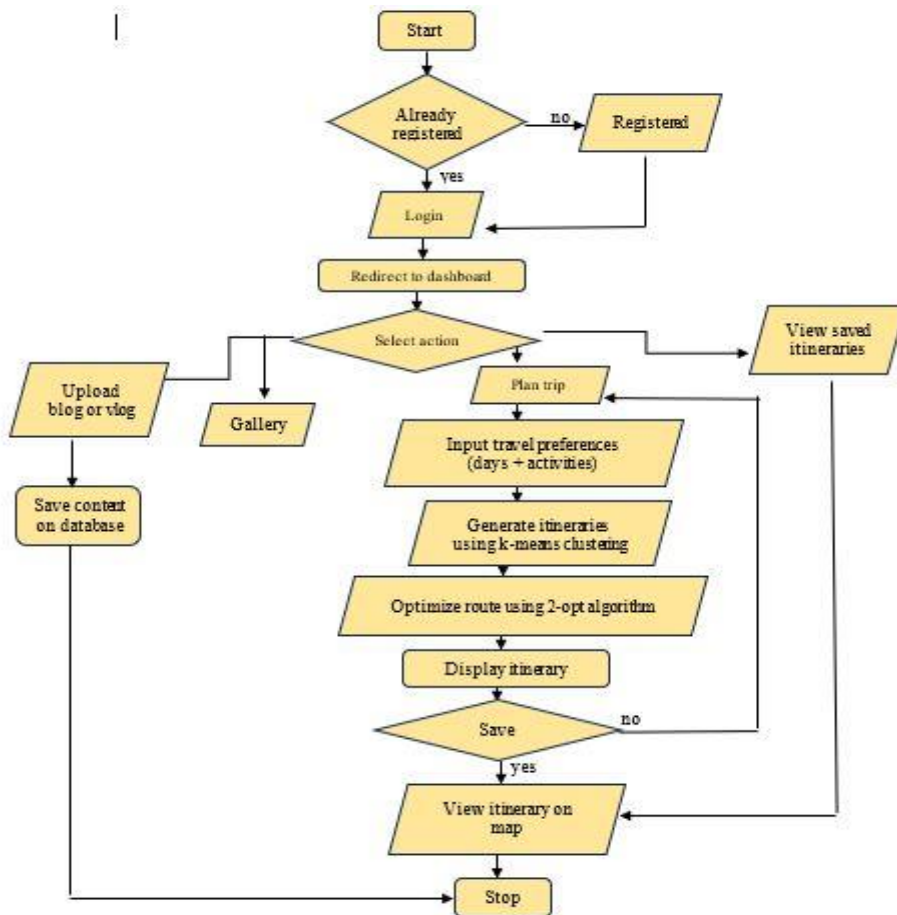 Start
Already
registered
no
Registered
yes
Login
Redirect to dashboard
Select action
View saved
itineraries
Upload
blog or vlog
Gallery
Plan trip
Input travel preferences
(days + activities)
Save content
on database
Generate itineraries
using k-means clustering
Optimize route using 2-opt algorithm
Display itinerary
Save
no
yes
View itinerary on
map
Stop